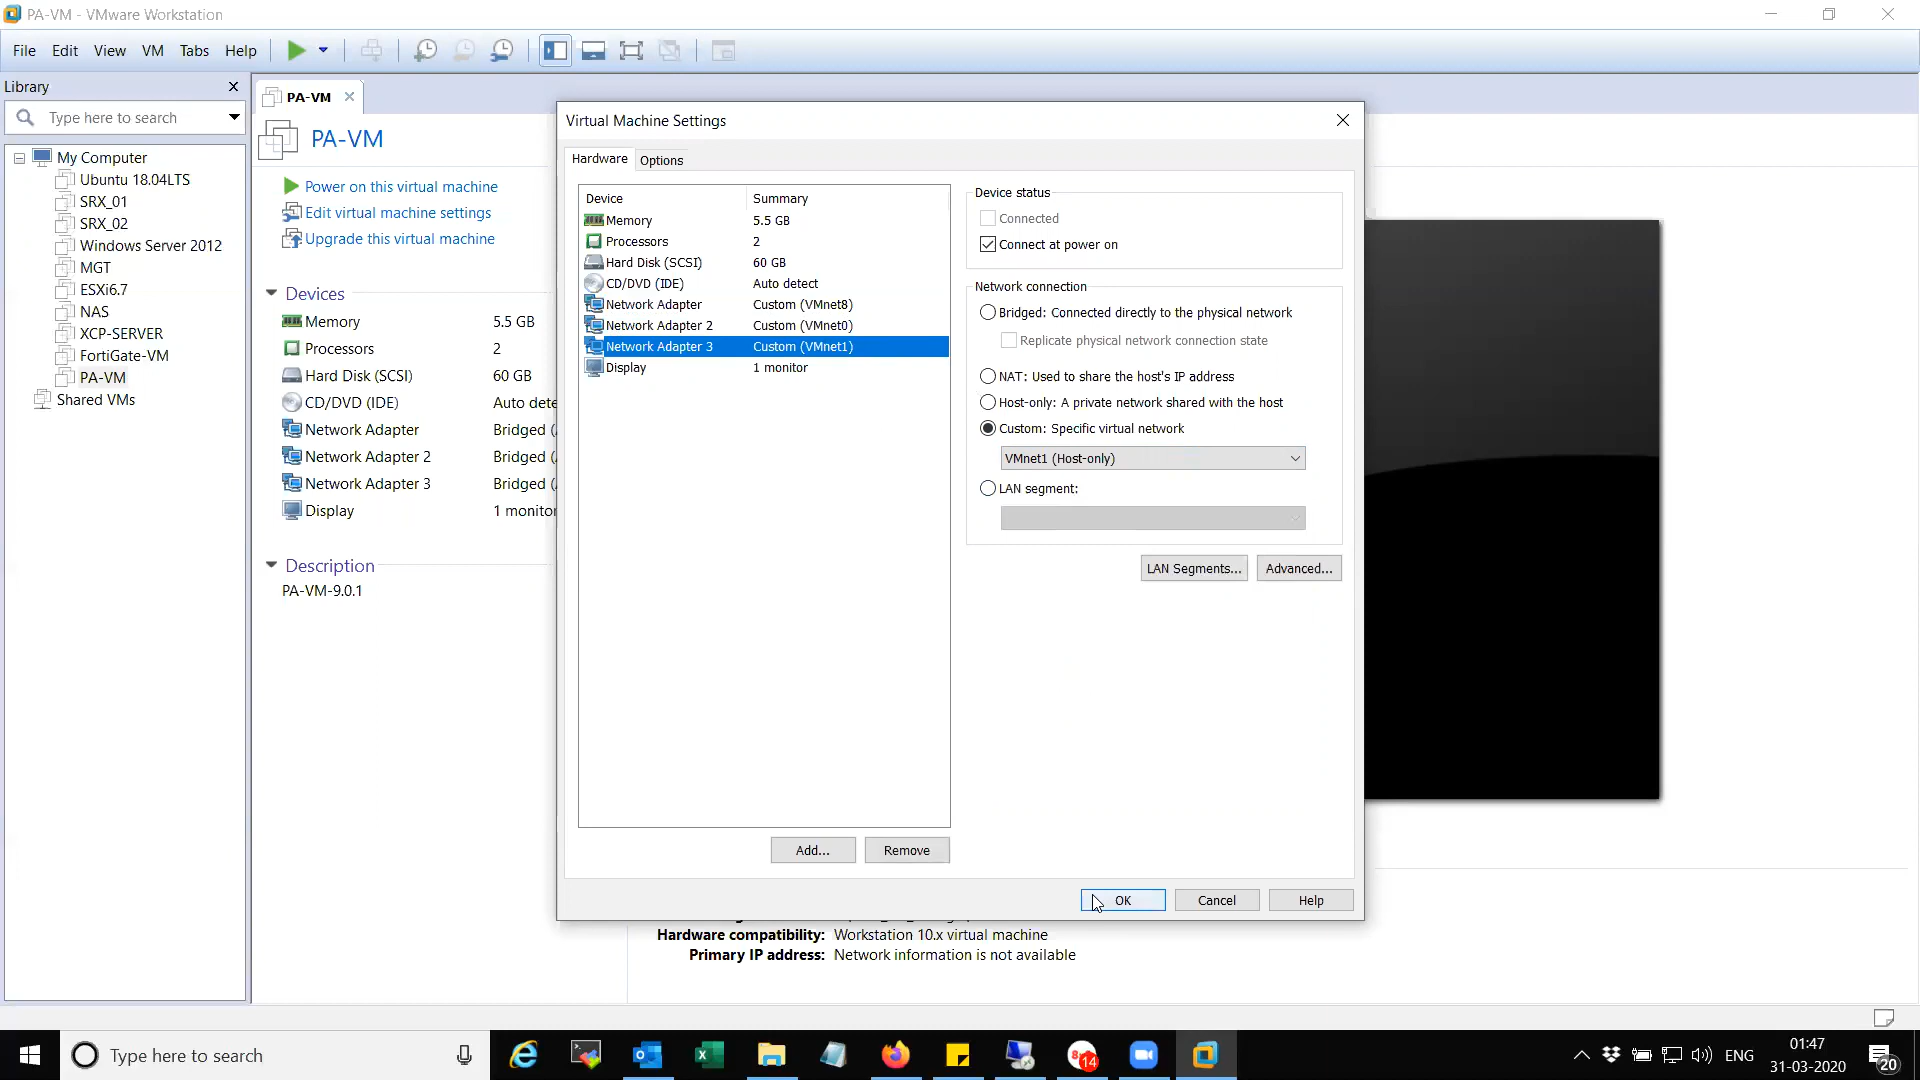 PA-VM - VMware Workstation
File Edit View VM Tabs Help
Library
Type here to search
My Computer
Ubuntu 18.04LTS
SRX_01
SRX_02
Windows Server 2012
MGT
ESXi6.7
NAS
XCP-SERVER
FortiGate-VM
PA-VM
Shared VMs
PA-VM
PA-VM
Power on this virtual machine
Edit virtual machine settings
Upgrade this virtual machine
Devices
Memory 5.5 GB
Processors 2
Hard Disk (SCSI) 60 GB
CD/DVD (IDE) Auto dete
Network Adapter Bridged (
Network Adapter 2 Bridged (
Network Adapter 3 Bridged (
Display 1 monitor
Description
PA-VM-9.0.1
Virtual Machine Settings
Hardware Options
Device Summary
Memory 5.5 GB
Processors 2
Hard Disk (SCSI) 60 GB
CD/DVD (IDE) Auto detect
Network Adapter Custom (VMnet8)
Network Adapter 2 Custom (VMnet0)
Network Adapter 3 Custom (VMnet1)
Display 1 monitor
Add... Remove
Device status
Connected
Connect at power on
Network connection
Bridged: Connected directly to the physical network
Replicate physical network connection state
NAT: Used to share the host's IP address
Host-only: A private network shared with the host
Custom: Specific virtual network
VMnet1 (Host-only)
LAN segment:
LAN Segments... Advanced...
OK Cancel Help
Hardware compatibility: Workstation 10.x virtual machine
Primary IP address: Network information is not available
Type here to search
14
ENG
01:47
31-03-2020
20